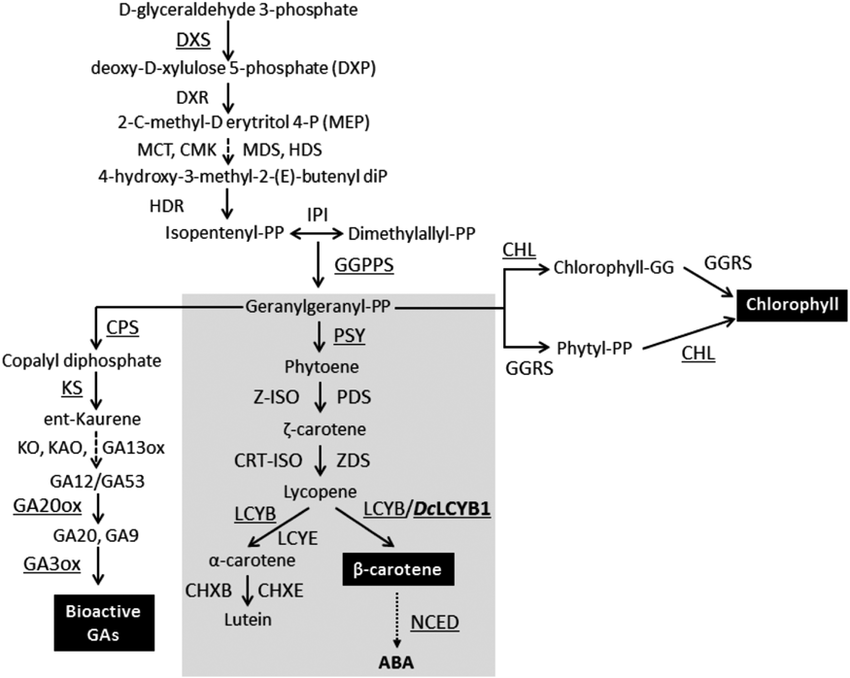 D-glyceraldehyde 3-phosphate
DXS
deoxy-D-xylulose 5-phosphate (DXP)
DXR
2-C-methyl-D erytritol 4-P (MEP)
MCT, CMK MDS, HDS
4-hydroxy-3-methyl-2-(E)-butenyl diP
HDR
IPI
Isopentenyl-PP Dimethylallyl-PP
GGPPS
CHL
Chlorophyll-GG
GGRS
Chlorophyll
GGRS
Phytyl-PP
CHL
Geranylgeranyl-PP
CPS
Copalyl diphosphate
KS
ent-Kaurene
KO, KAO, GA13ox
GA12/GA53
GA20ox
GA20, GA9
GA3ox
Bioactive
GAs
PSY
Phytoene
Z-ISO PDS
ζ-carotene
CRT-ISO ZDS
Lycopene
LCYB
LCYE
α-carotene
CHXB CHXE
Lutein
LCYB/DcLCYB1
β-carotene
NCED
ABA